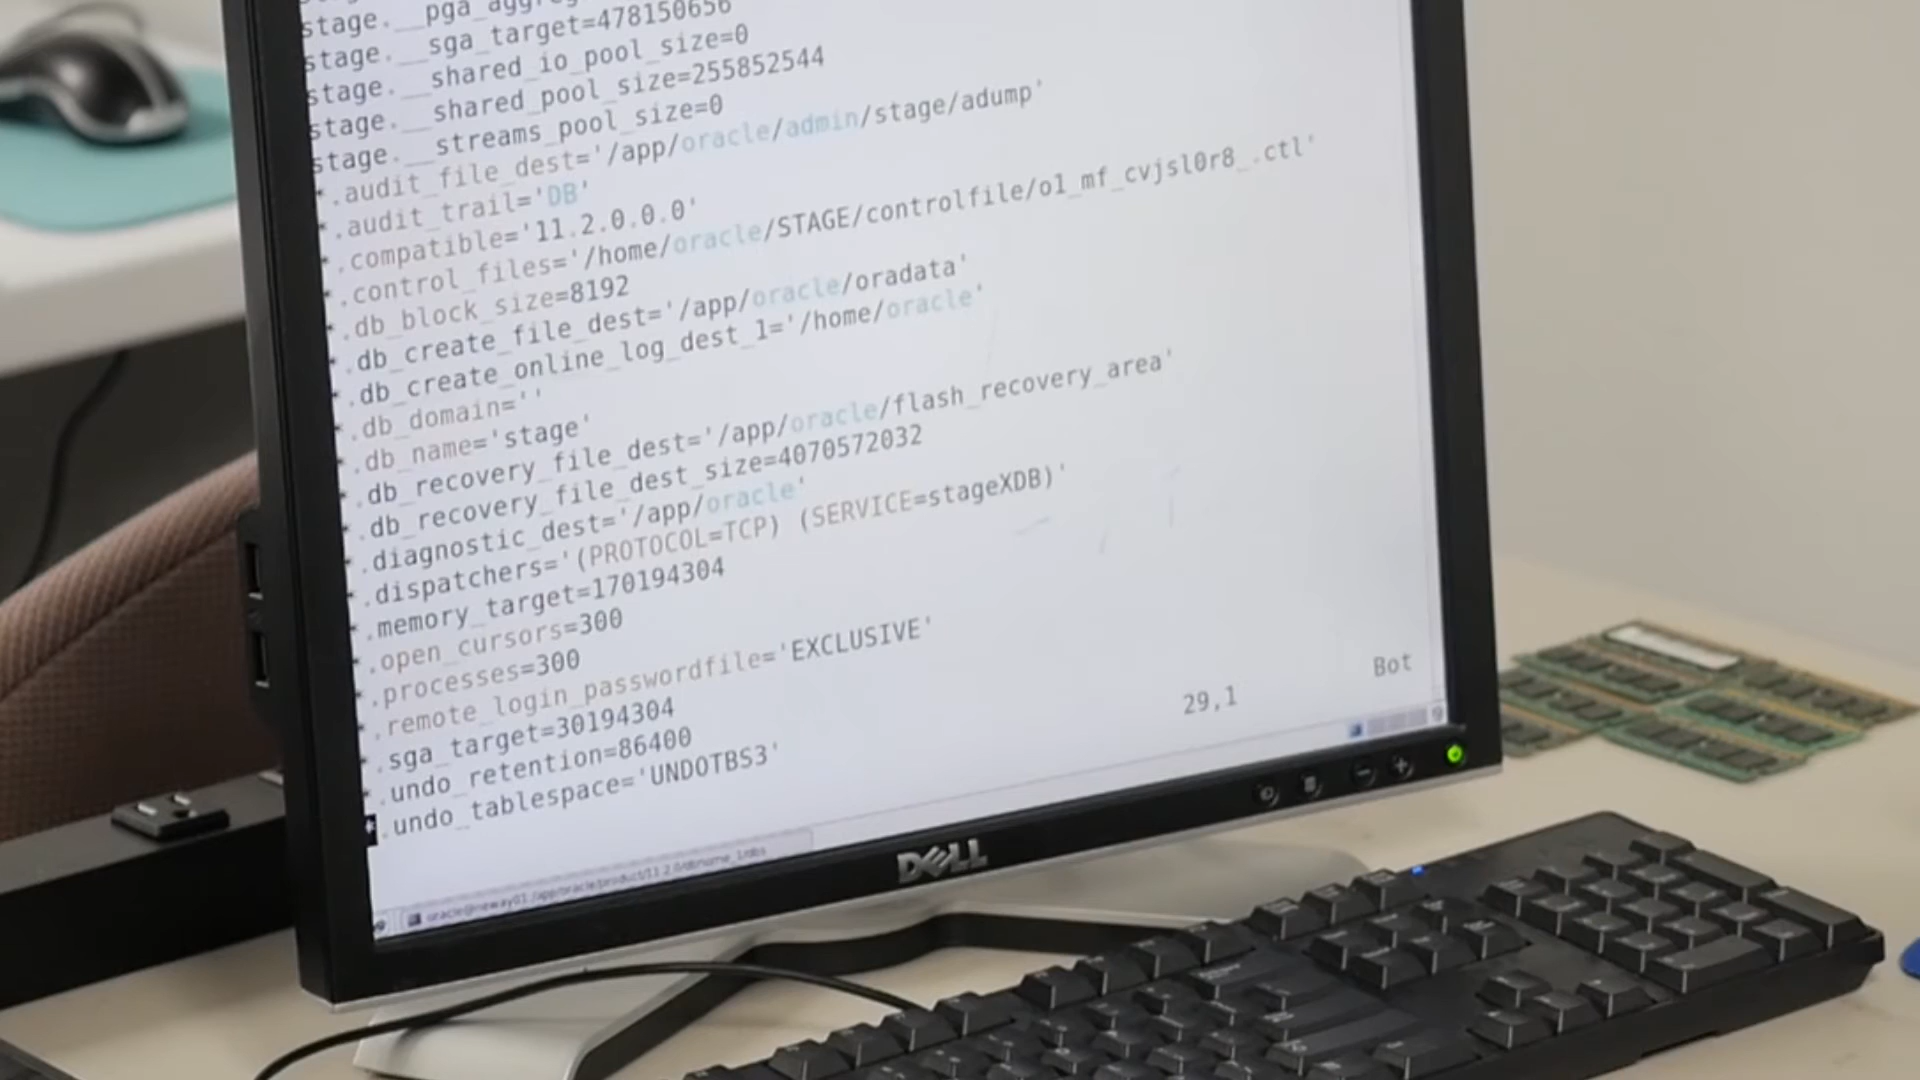 stage.__pga_aggre
stage.__sga_target=478150656
stage.__shared_io_pool_size=0
stage.__shared_pool_size=255852544
stage.__streams_pool_size=0
*.audit_file_dest='/app/oracle/admin/stage/adump'
*.audit_trail='DB'
*.compatible='11.2.0.0.0'
*.control_files='/home/oracle/STAGE/controlfile/o1_mf_cvjsl0r8_.ctl'
*.db_block_size=8192
*.db_create_file_dest='/app/oracle/oradata'
*.db_create_online_log_dest_1='/home/oracle'
*.db_domain=''
*.db_name='stage'
*.db_recovery_file_dest='/app/oracle/flash_recovery_area'
*.db_recovery_file_dest_size=4070572032
*.diagnostic_dest='/app/oracle'
*.dispatchers='(PROTOCOL=TCP) (SERVICE=stageXDB)'
*.memory_target=170194304
*.open_cursors=300
*.processes=300
*.remote_login_passwordfile='EXCLUSIVE'
*.sga_target=30194304
*.undo_retention=86400
*.undo_tablespace='UNDOTBS3'
29,1 Bot
DELL